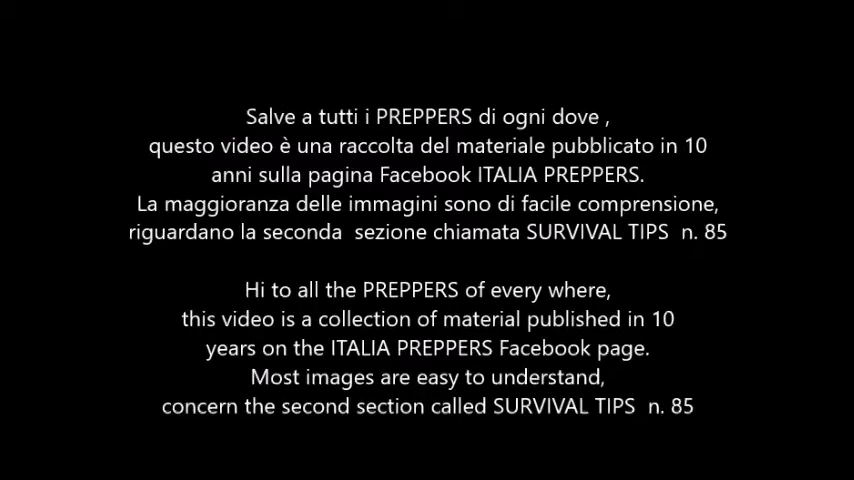 Salve a tutti i PREPPERS di ogni dove ,
questo video è una raccolta del materiale pubblicato in 10
anni sulla pagina Facebook ITALIA PREPPERS.
La maggioranza delle immagini sono di facile comprensione,
riguardano la seconda  sezione chiamata SURVIVAL TIPS  n. 85
Hi to all the PREPPERS of every where,
this video is a collection of material published in 10
years on the ITALIA PREPPERS Facebook page.
Most images are easy to understand,
concern the second section called SURVIVAL TIPS  n. 85